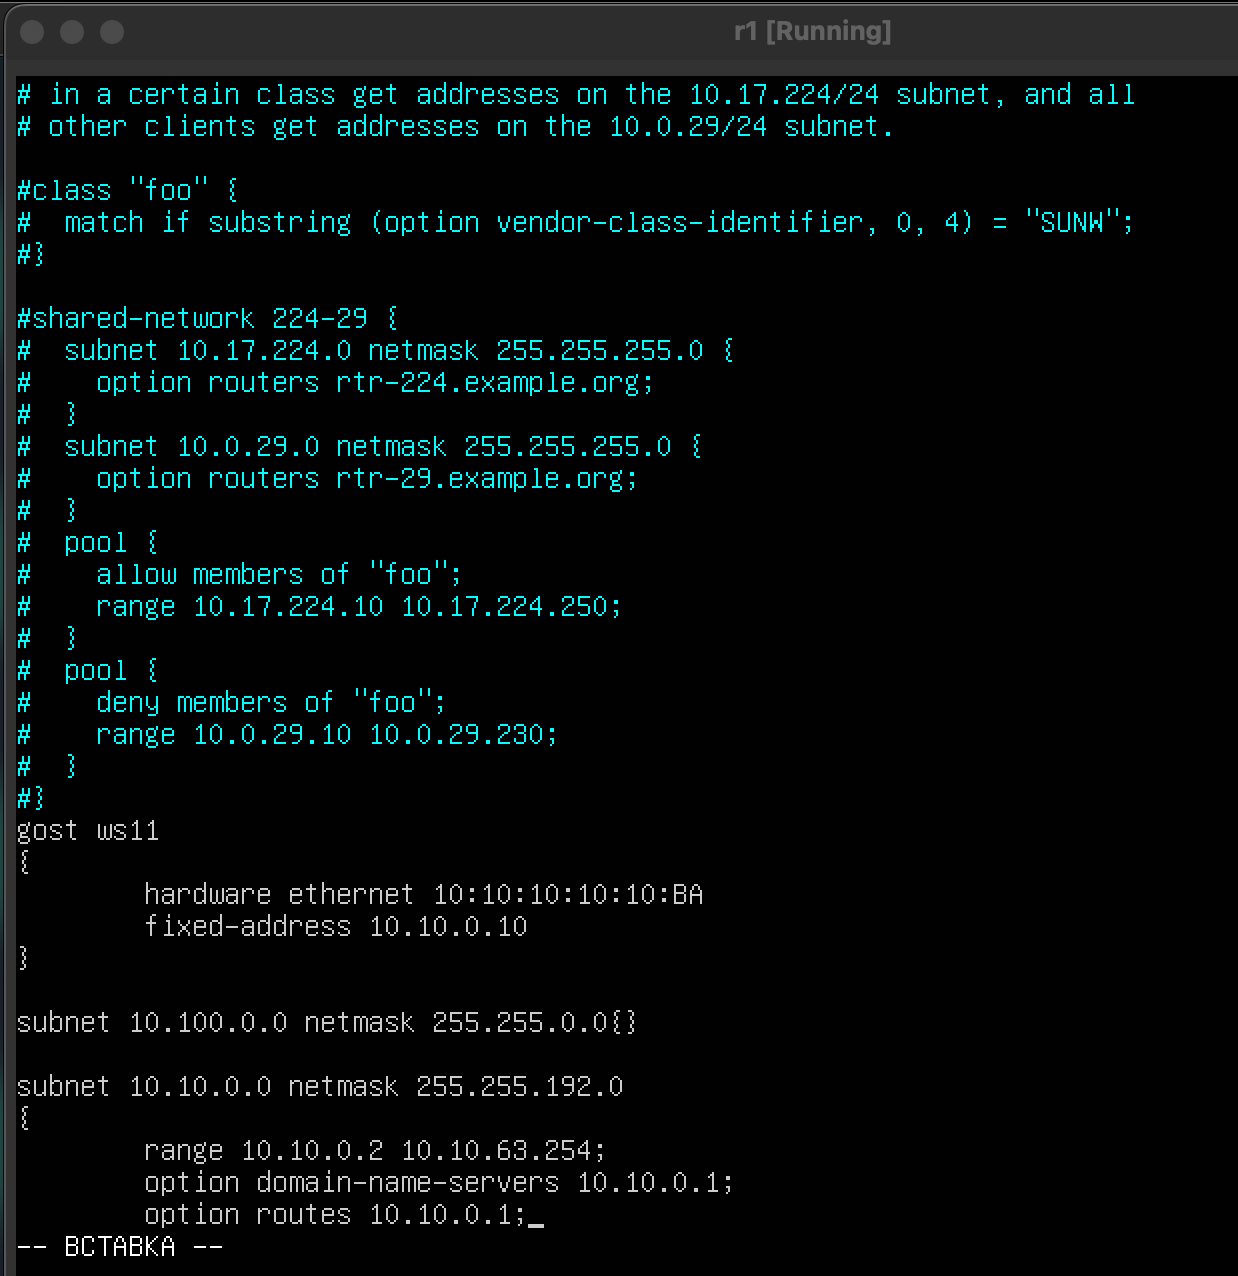 r1 [Running]
# in a certain class get addresses on the 10.17.224/24 subnet, and all
# other clients get addresses on the 10.0.29/24 subnet.
#class "foo" {
#  match if substring (option vendor-class-identifier, 0, 4) = "SUNW";
#}
#shared-network 224-29 {
#  subnet 10.17.224.0 netmask 255.255.255.0 {
#    option routers rtr-224.example.org;
#  }
#  subnet 10.0.29.0 netmask 255.255.255.0 {
#    option routers rtr-29.example.org;
#  }
#  pool {
#    allow members of "foo";
#    range 10.17.224.10 10.17.224.250;
#  }
#  pool {
#    deny members of "foo";
#    range 10.0.29.10 10.0.29.230;
#  }
#}
gost ws11
{
        hardware ethernet 10:10:10:10:10:BA
        fixed-address 10.10.0.10
}
subnet 10.100.0.0 netmask 255.255.0.0{}
subnet 10.10.0.0 netmask 255.255.192.0
{
        range 10.10.0.2 10.10.63.254;
        option domain-name-servers 10.10.0.1;
        option routes 10.10.0.1;
-- ВСТАВКА --